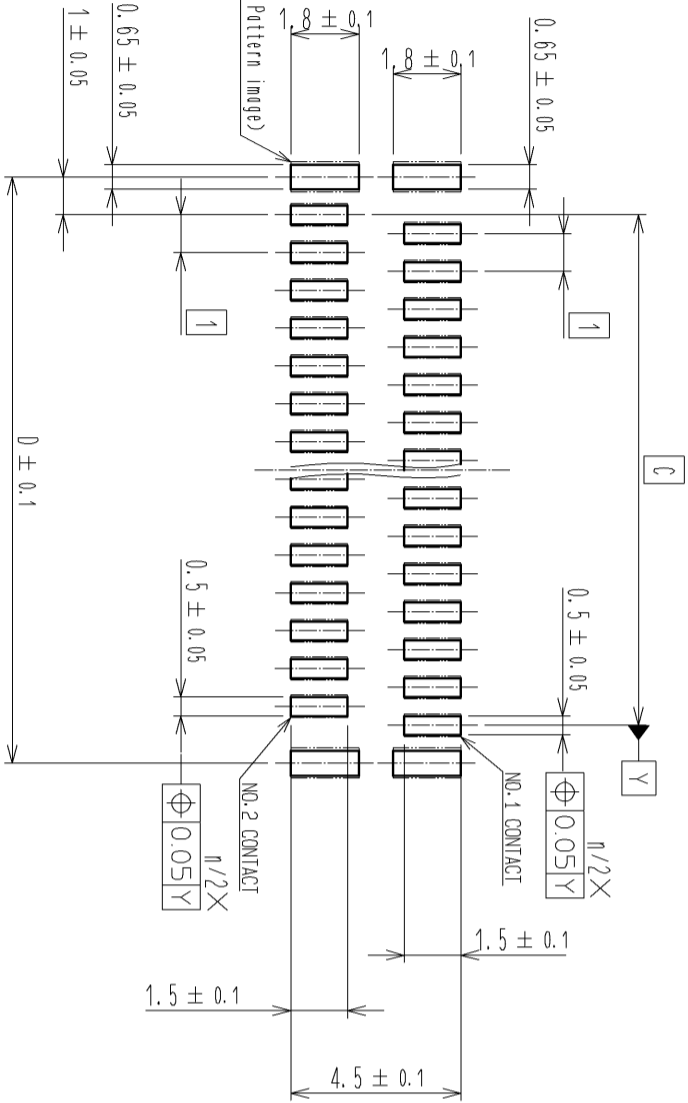 1.8 ± 0.1
1.8 ± 0.1
0.65 ± 0.05
Pattern image)
0.65 ± 0.05
1 ± 0.05
1
1
C
D ± 0.1
0.5 ± 0.05
0.5 ± 0.05
Y
NO.1 CONTACT
n/2X
⌖ 0.05 Y
NO.2 CONTACT
n/2X
⌖ 0.05 Y
1.5 ± 0.1
1.5 ± 0.1
4.5 ± 0.1